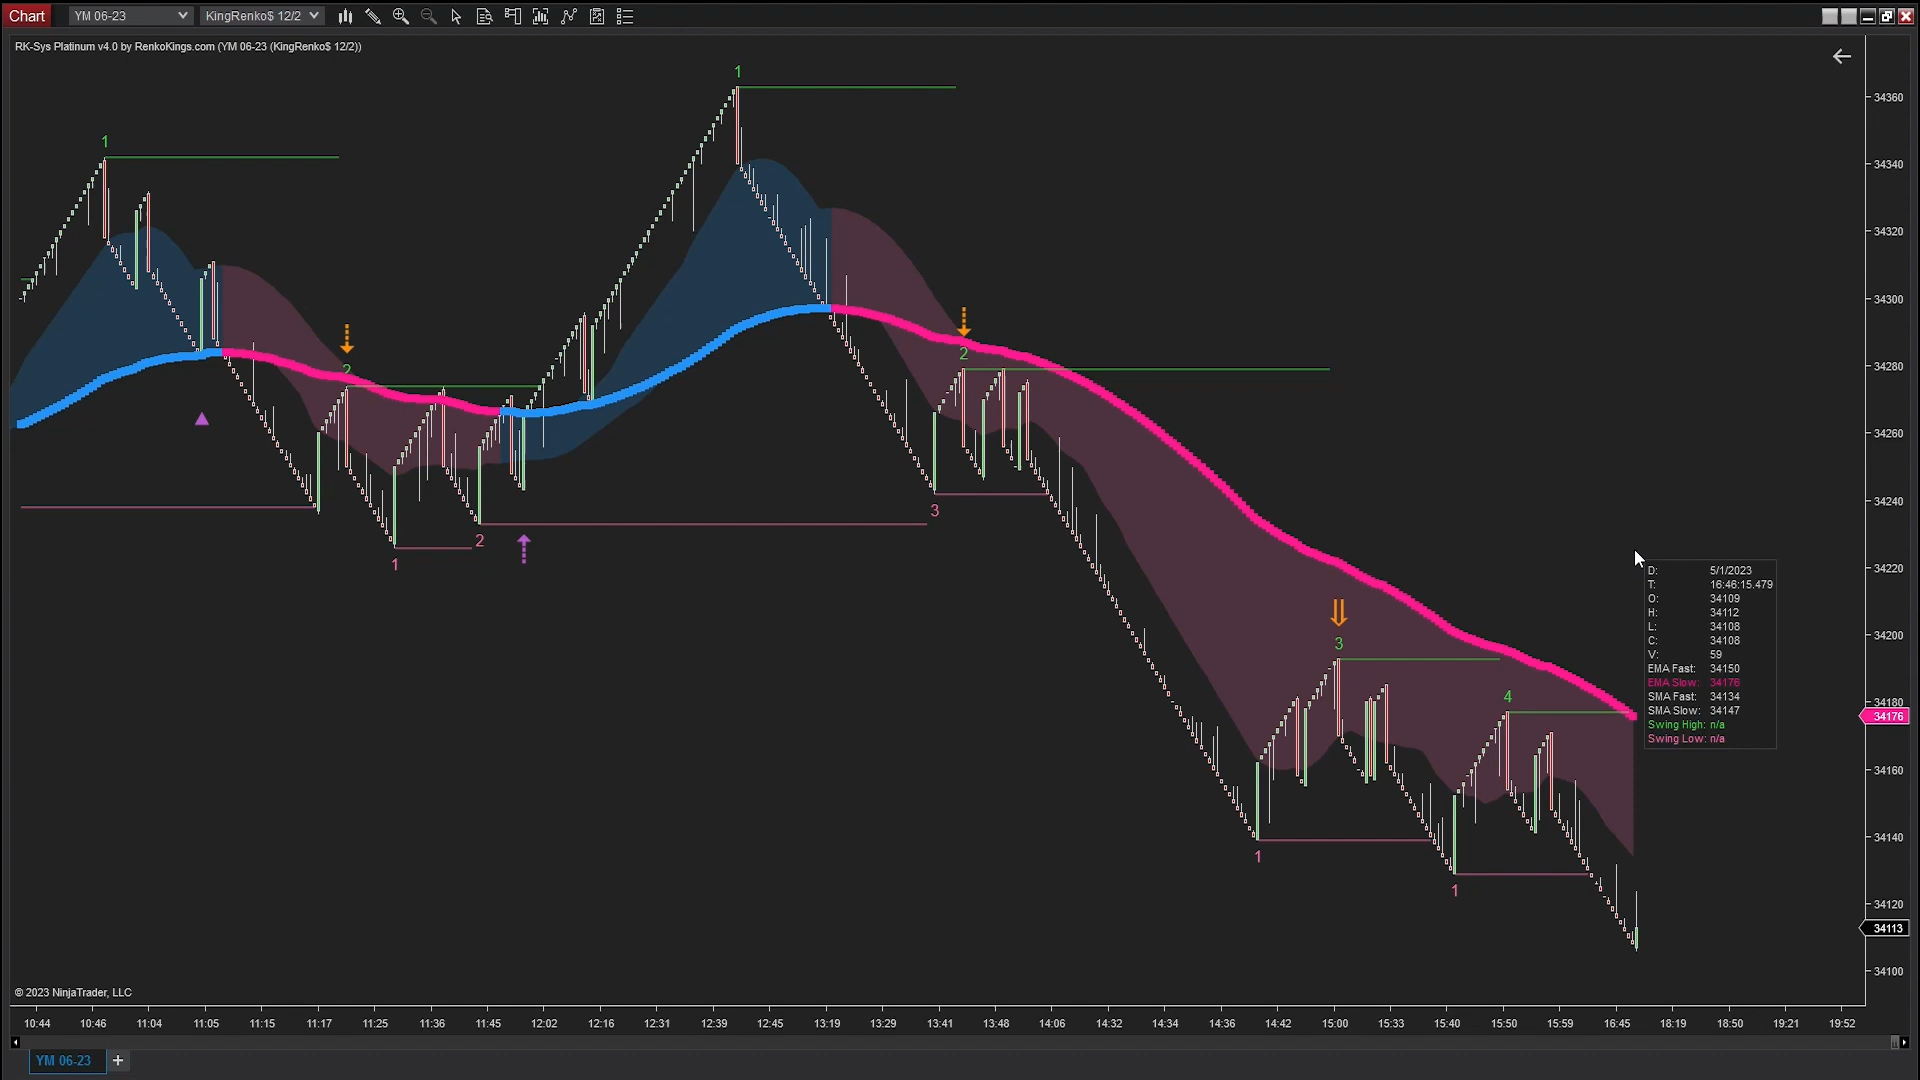 Chart YM 06-23 KingRenko$ 12/2
RK-Sys Platinum v4.0 by RenkoKings.com (YM 06-23 (KingRenko$ 12/2))
1
34360
1
34340
34320
34300
2
34280
2
34260
34240
3
2
1
34220
D: 5/1/2023
T: 16:46:15.479
O: 34109
H: 34112
L: 34108
C: 34108
V: 59
EMA Fast: 34150
EMA Slow: 34176
SMA Fast: 34134
SMA Slow: 34147
Swing High: n/a
Swing Low: n/a
34200
3
4
34180
34176
34160
34140
1
1
34120
34113
34100
© 2023 NinjaTrader, LLC
10:44 10:46 11:04 11:05 11:15 11:17 11:25 11:36 11:45 12:02 12:16 12:31 12:39 12:45 13:19 13:29 13:41 13:48 14:06 14:32 14:34 14:36 14:42 15:00 15:33 15:40 15:50 15:59 16:45 18:19 18:50 19:21 19:52
YM 06-23 +